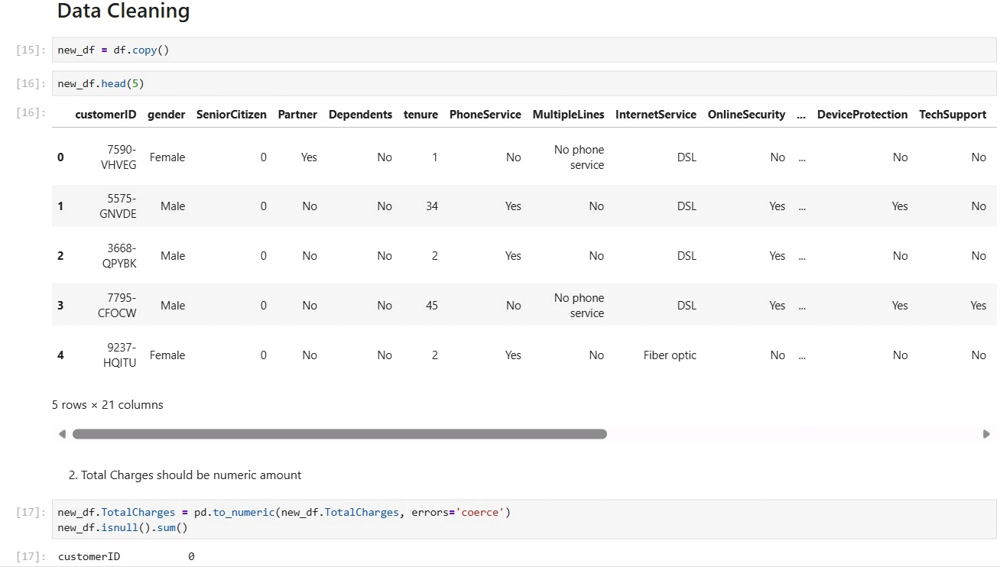 Data Cleaning
[15]: new_df = df.copy()
[16]: new_df.head(5)
[16]: customerID gender SeniorCitizen Partner Dependents tenure PhoneService MultipleLines InternetService OnlineSecurity ... DeviceProtection TechSupport
0 7590-VHVEG Female 0 Yes No 1 No No phone service DSL No ... No No
1 5575-GNVDE Male 0 No No 34 Yes No DSL Yes ... Yes No
2 3668-QPYBK Male 0 No No 2 Yes No DSL Yes ... No No
3 7795-CFOCW Male 0 No No 45 No No phone service DSL Yes ... Yes Yes
4 9237-HQITU Female 0 No No 2 Yes No Fiber optic No ... No No
5 rows × 21 columns
2. Total Charges should be numeric amount
[17]: new_df.TotalCharges = pd.to_numeric(new_df.TotalCharges, errors='coerce')
new_df.isnull().sum()
[17]: customerID 0